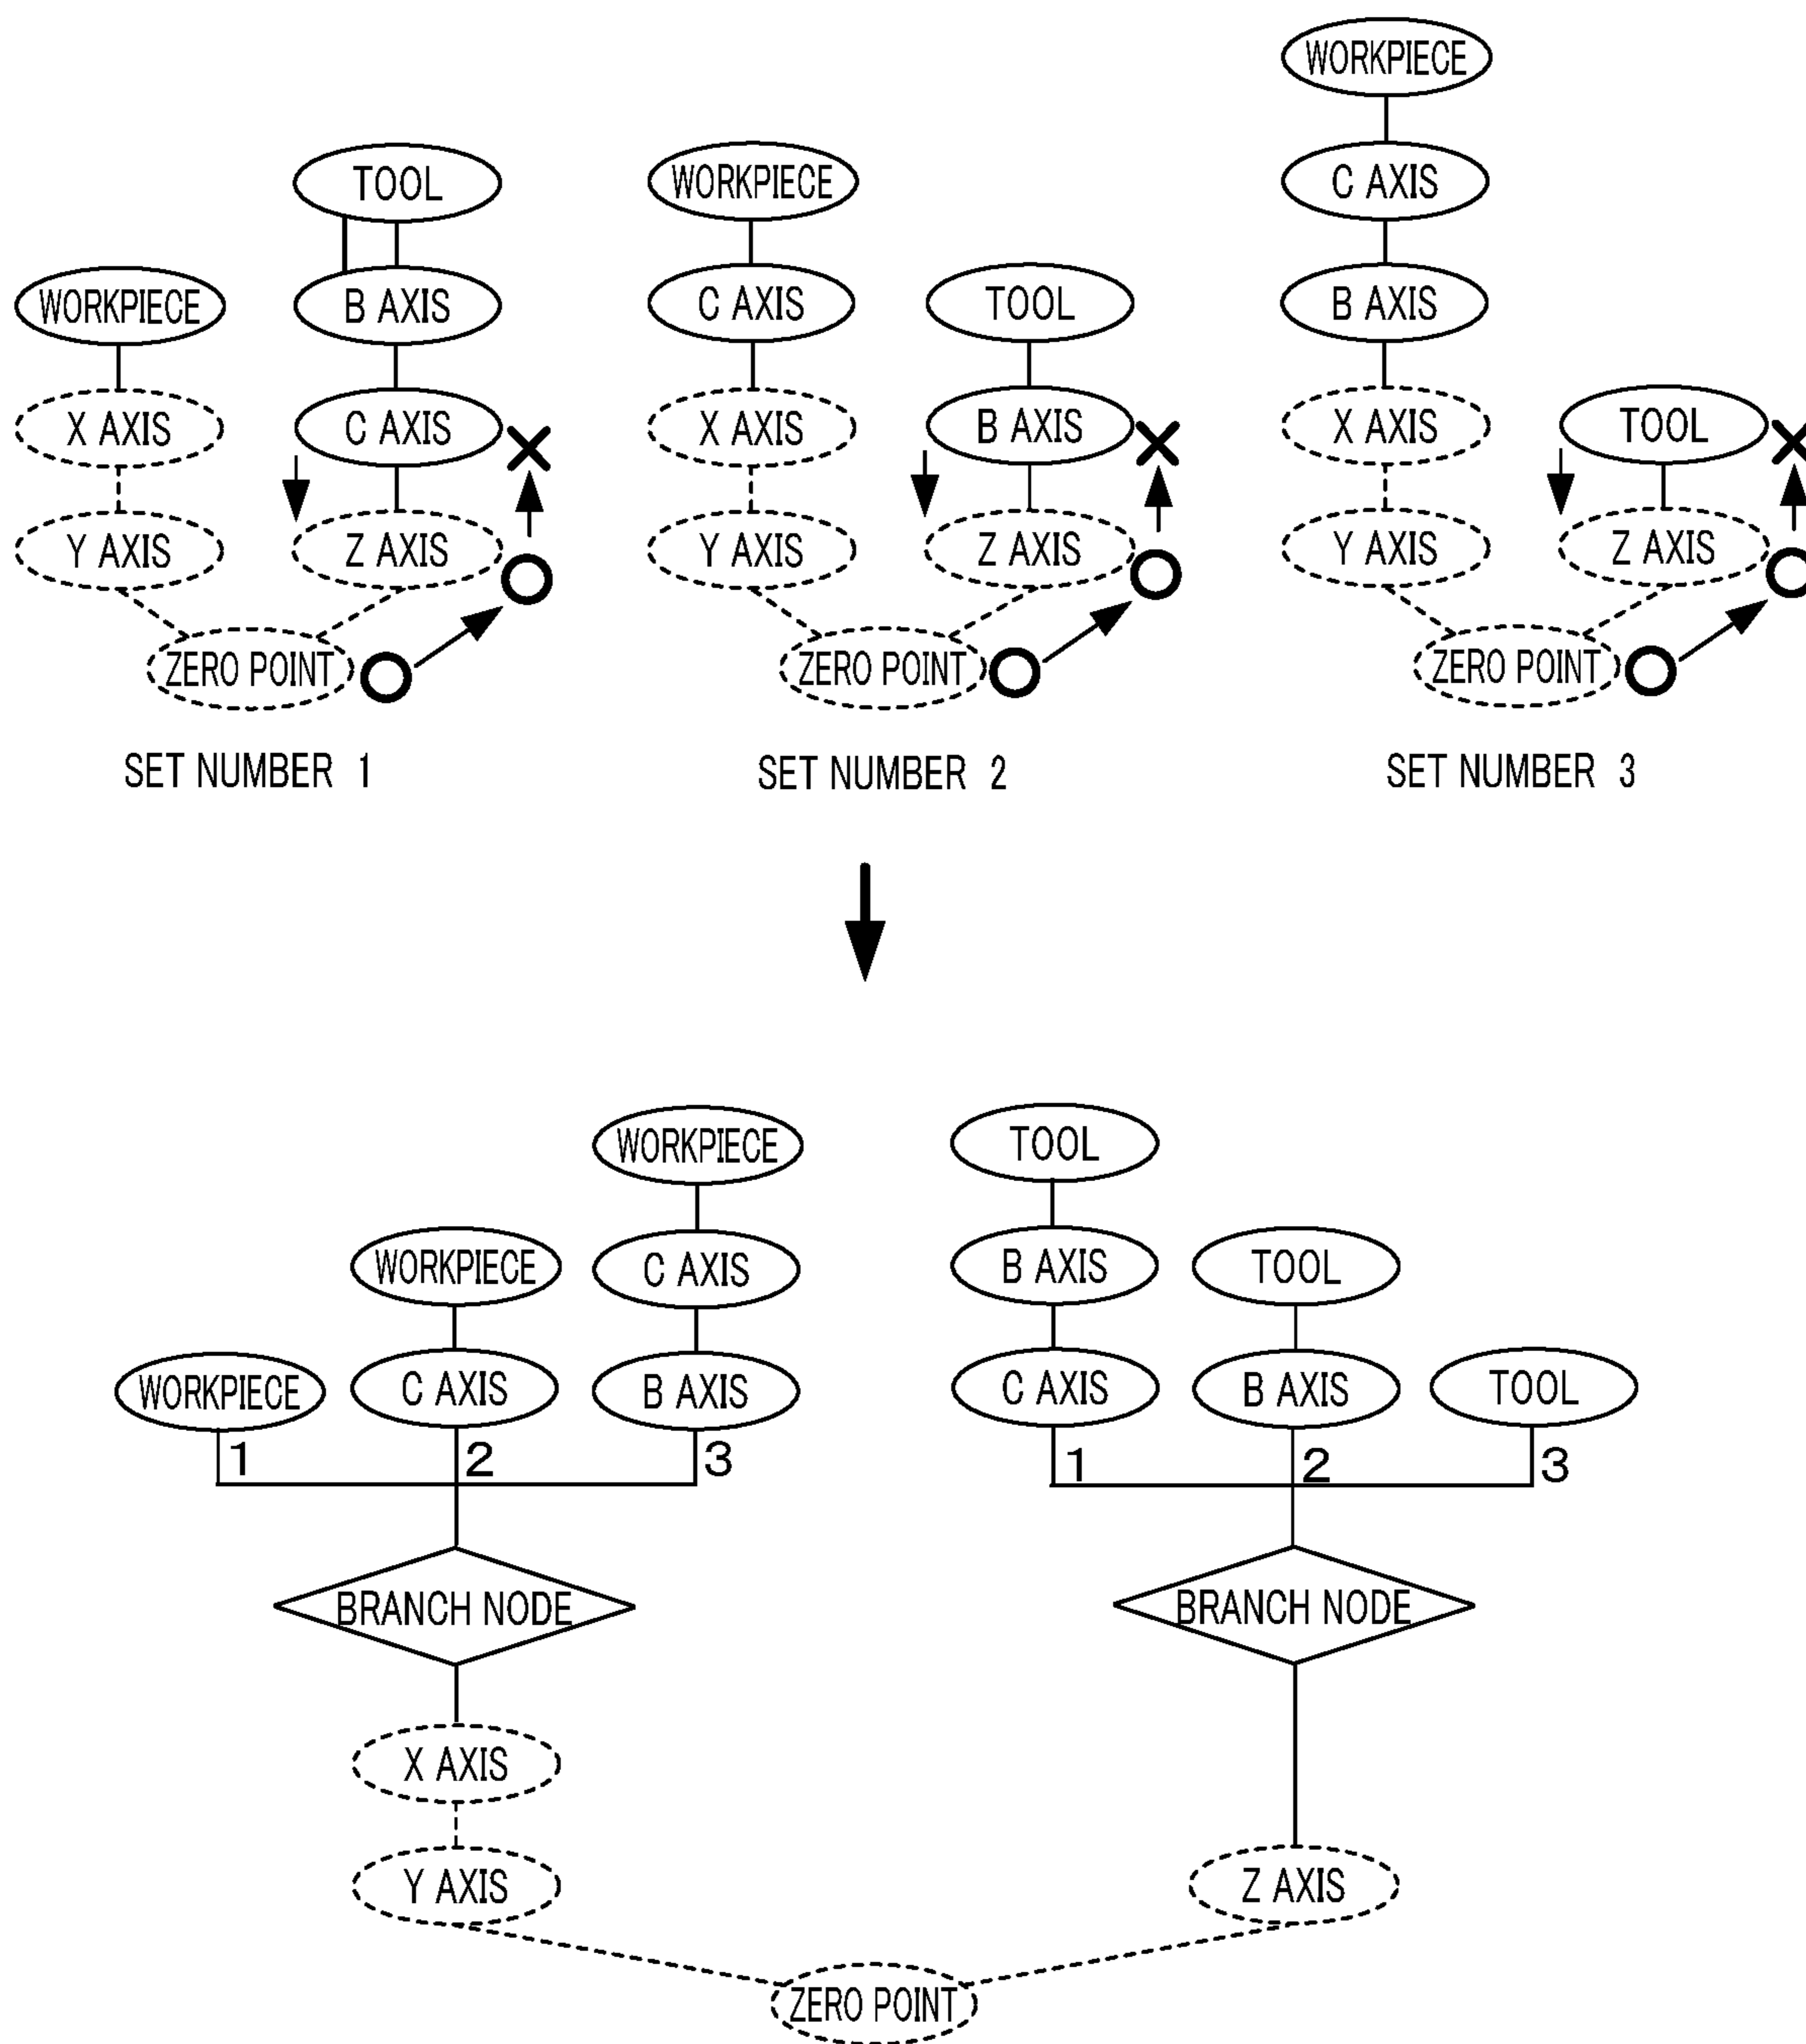 WORKPIECE
TOOL
WORKPIECE
C AXIS
WORKPIECE
B AXIS
C AXIS
TOOL
B AXIS
X AXIS
C AXIS
X AXIS
B AXIS
X AXIS
TOOL
Y AXIS
Z AXIS
Y AXIS
Z AXIS
Y AXIS
Z AXIS
ZERO POINT
ZERO POINT
ZERO POINT
SET NUMBER 1
SET NUMBER 2
SET NUMBER 3
WORKPIECE
TOOL
WORKPIECE
C AXIS
B AXIS
TOOL
WORKPIECE
C AXIS
B AXIS
C AXIS
B AXIS
TOOL
1
2
3
1
2
3
BRANCH NODE
BRANCH NODE
X AXIS
Y AXIS
Z AXIS
ZERO POINT